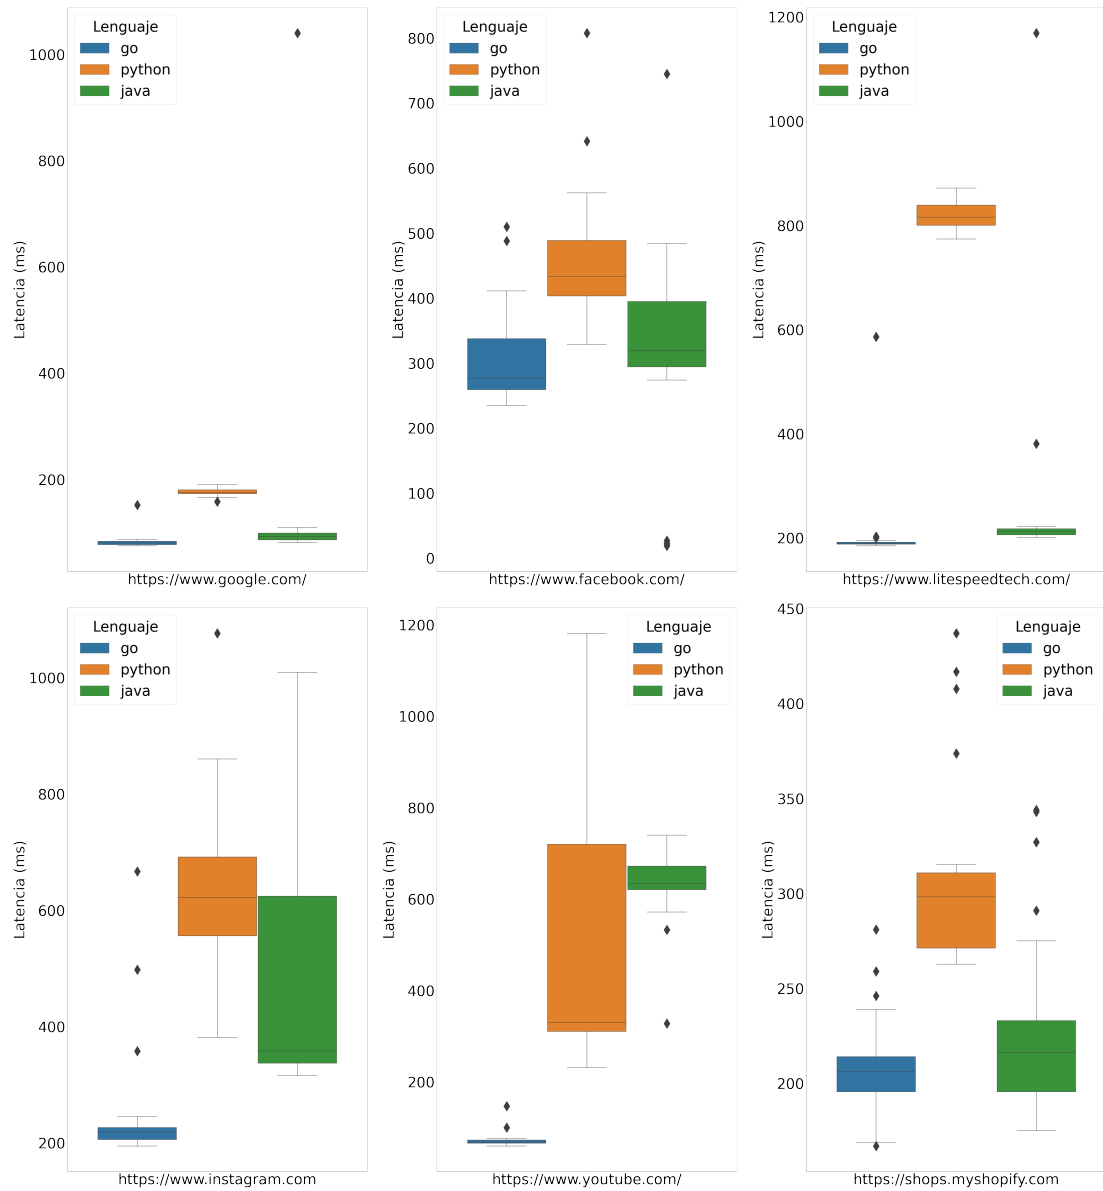 Lenguaje
go
python
java
1000
800
600
400
200
Latencia (ms)
https://www.google.com/
Lenguaje
go
python
java
800
700
600
500
400
300
200
100
0
Latencia (ms)
https://www.facebook.com/
Lenguaje
go
python
java
1200
1000
800
600
400
200
Latencia (ms)
https://www.litespeedtech.com/
Lenguaje
go
python
java
1000
800
600
400
200
Latencia (ms)
https://www.instagram.com
Lenguaje
go
python
java
1200
1000
800
600
400
200
Latencia (ms)
https://www.youtube.com/
Lenguaje
go
python
java
450
400
350
300
250
200
Latencia (ms)
https://shops.myshopify.com